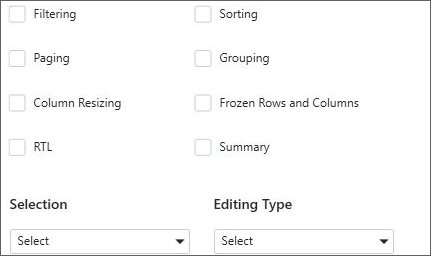 Filtering Sorting
Paging Grouping
Column Resizing Frozen Rows and Columns
RTL Summary
Selection Editing Type
Select Select